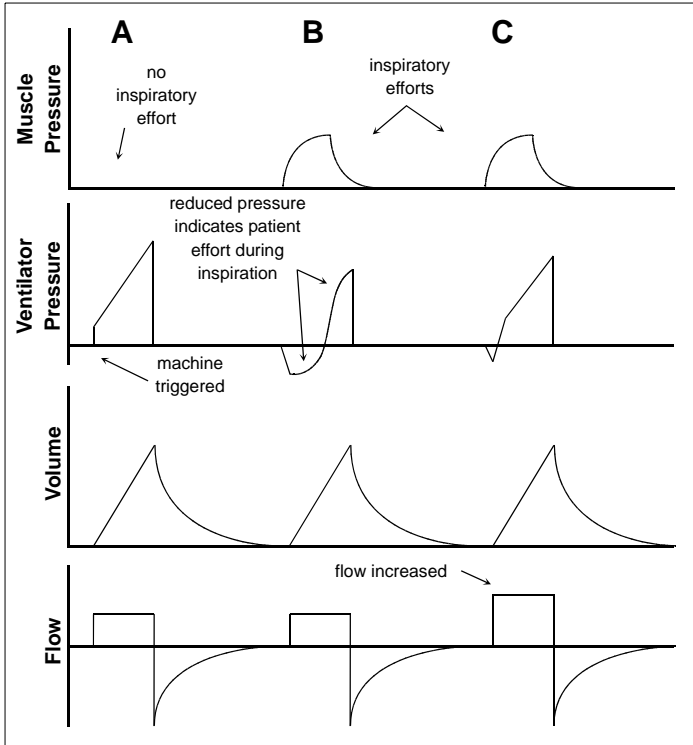 A
B
C
Muscle
Pressure
no
inspiratory
effort
inspiratory
efforts
Ventilator
Pressure
reduced pressure
indicates patient
effort during
inspiration
machine
triggered
Volume
flow increased
Flow